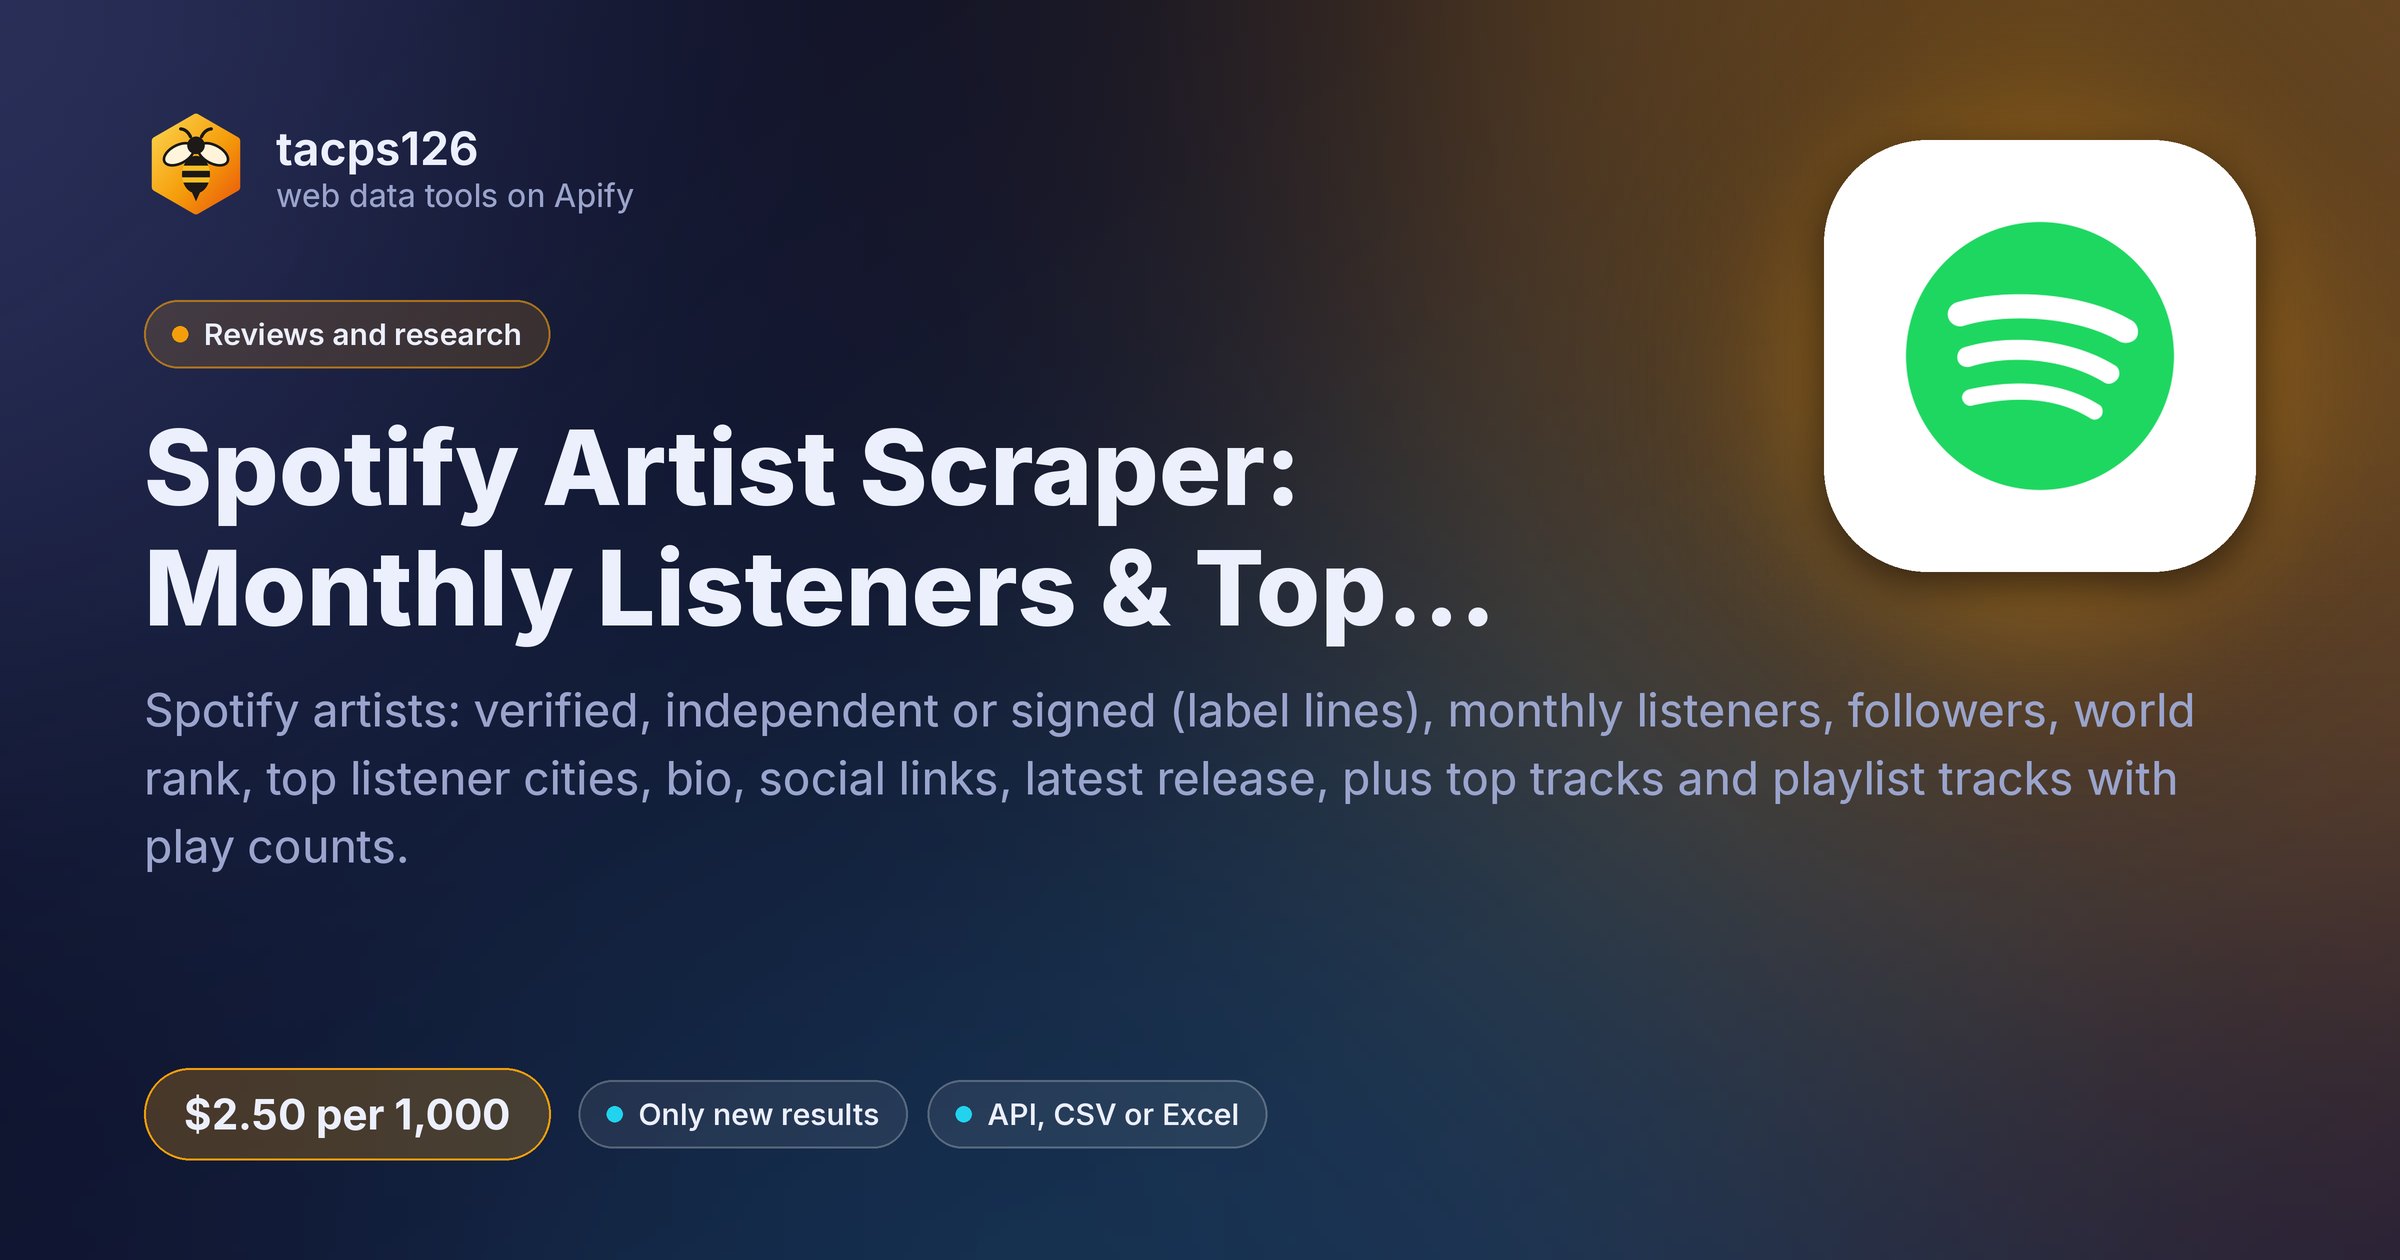 tacps126
web data tools on Apify
Reviews and research
Spotify Artist Scraper:
Monthly Listeners & Top...
Spotify artists: verified, independent or signed (label lines), monthly listeners, followers, world
rank, top listener cities, bio, social links, latest release, plus top tracks and playlist tracks with
play counts.
$2.50 per 1,000
Only new results
API, CSV or Excel